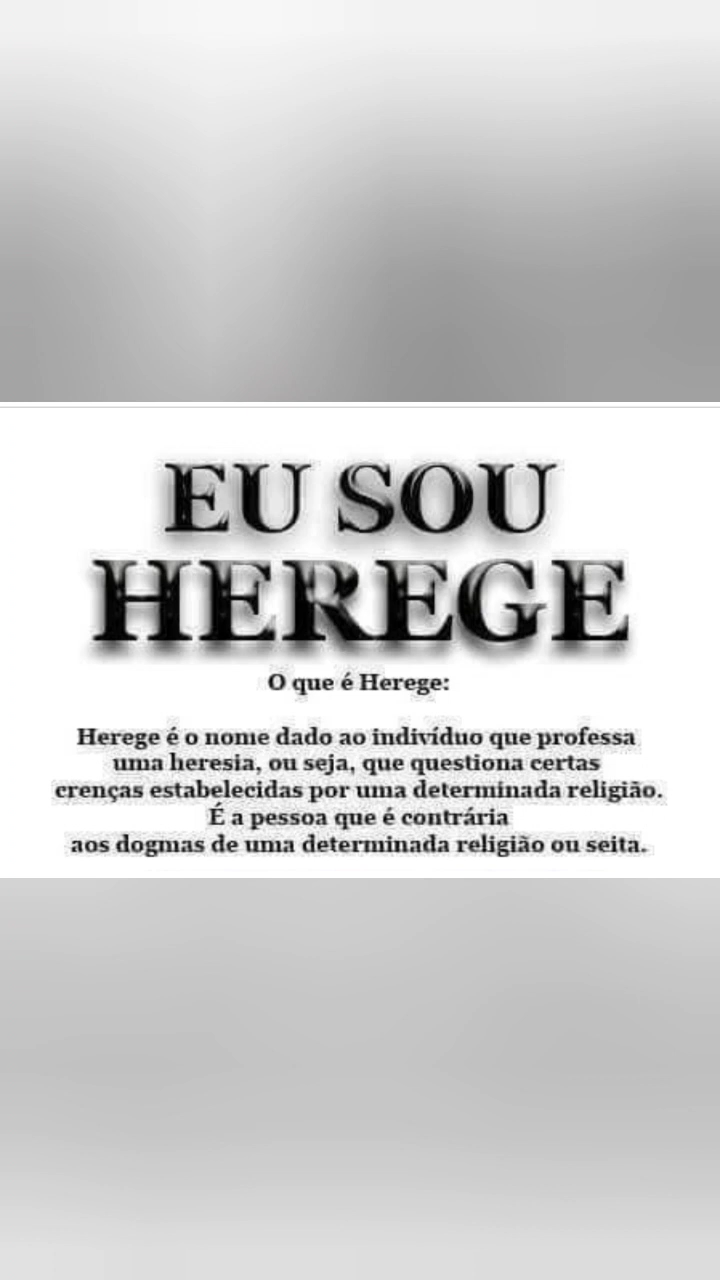 EU SOU
HEREGE
O que é Herege:
Herege é o nome dado ao indivíduo que professa
uma heresia, ou seja, que questiona certas
crenças estabelecidas por uma determinada religião.
É a pessoa que é contrária
aos dogmas de uma determinada religião ou seita.